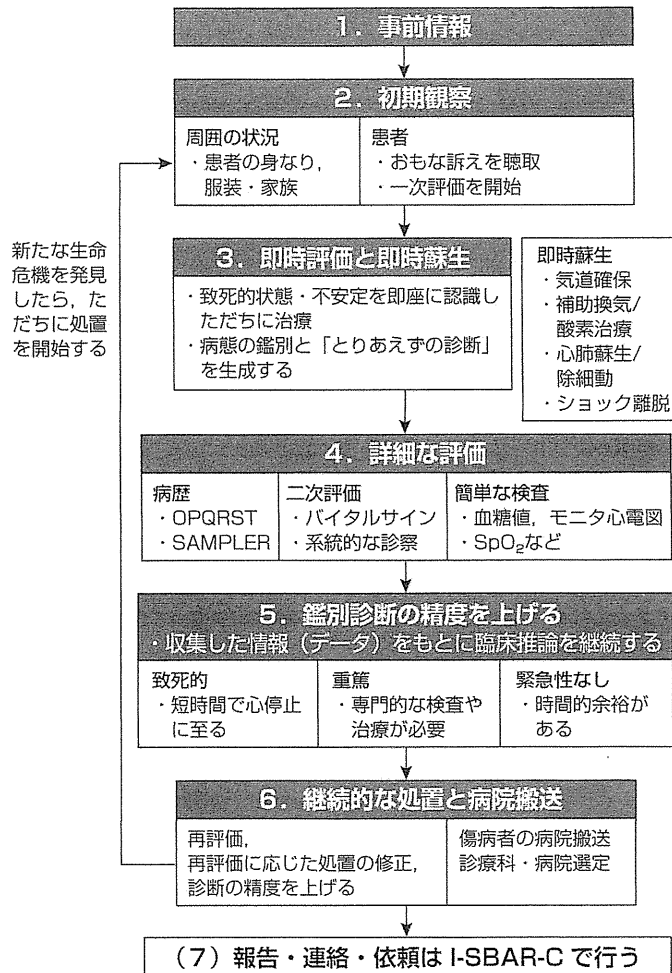 1．事前情報
2．初期観察
周囲の状況
・患者の身なり，
服装・家族
患者
・おもな訴えを聴取
・一次評価を開始
新たな生命
危機を発見
したら，た
だちに処置
を開始する
3．即時評価と即時蘇生
・致死的状態・不安定を即座に認識し
ただちに治療
・病態の鑑別と「とりあえずの診断」
を生成する
即時蘇生
・気道確保
・補助換気/
酸素治療
・心肺蘇生/
除細動
・ショック離脱
4．詳細な評価
病歴
・OPQRST
・SAMPLER
二次評価
・バイタルサイン
・系統的な診察
簡単な検査
・血糖値，モニタ心電図
・SpO₂など
5．鑑別診断の精度を上げる
・収集した情報（データ）をもとに臨床推論を継続する
致死的
・短時間で心停止
に至る
重篤
・専門的な検査や
治療が必要
緊急性なし
・時間的余裕が
ある
6．継続的な処置と病院搬送
再評価，
再評価に応じた処置の修正，
診断の精度を上げる
傷病者の病院搬送
診療科・病院選定
（7）報告・連絡・依頼は I-SBAR-C で行う